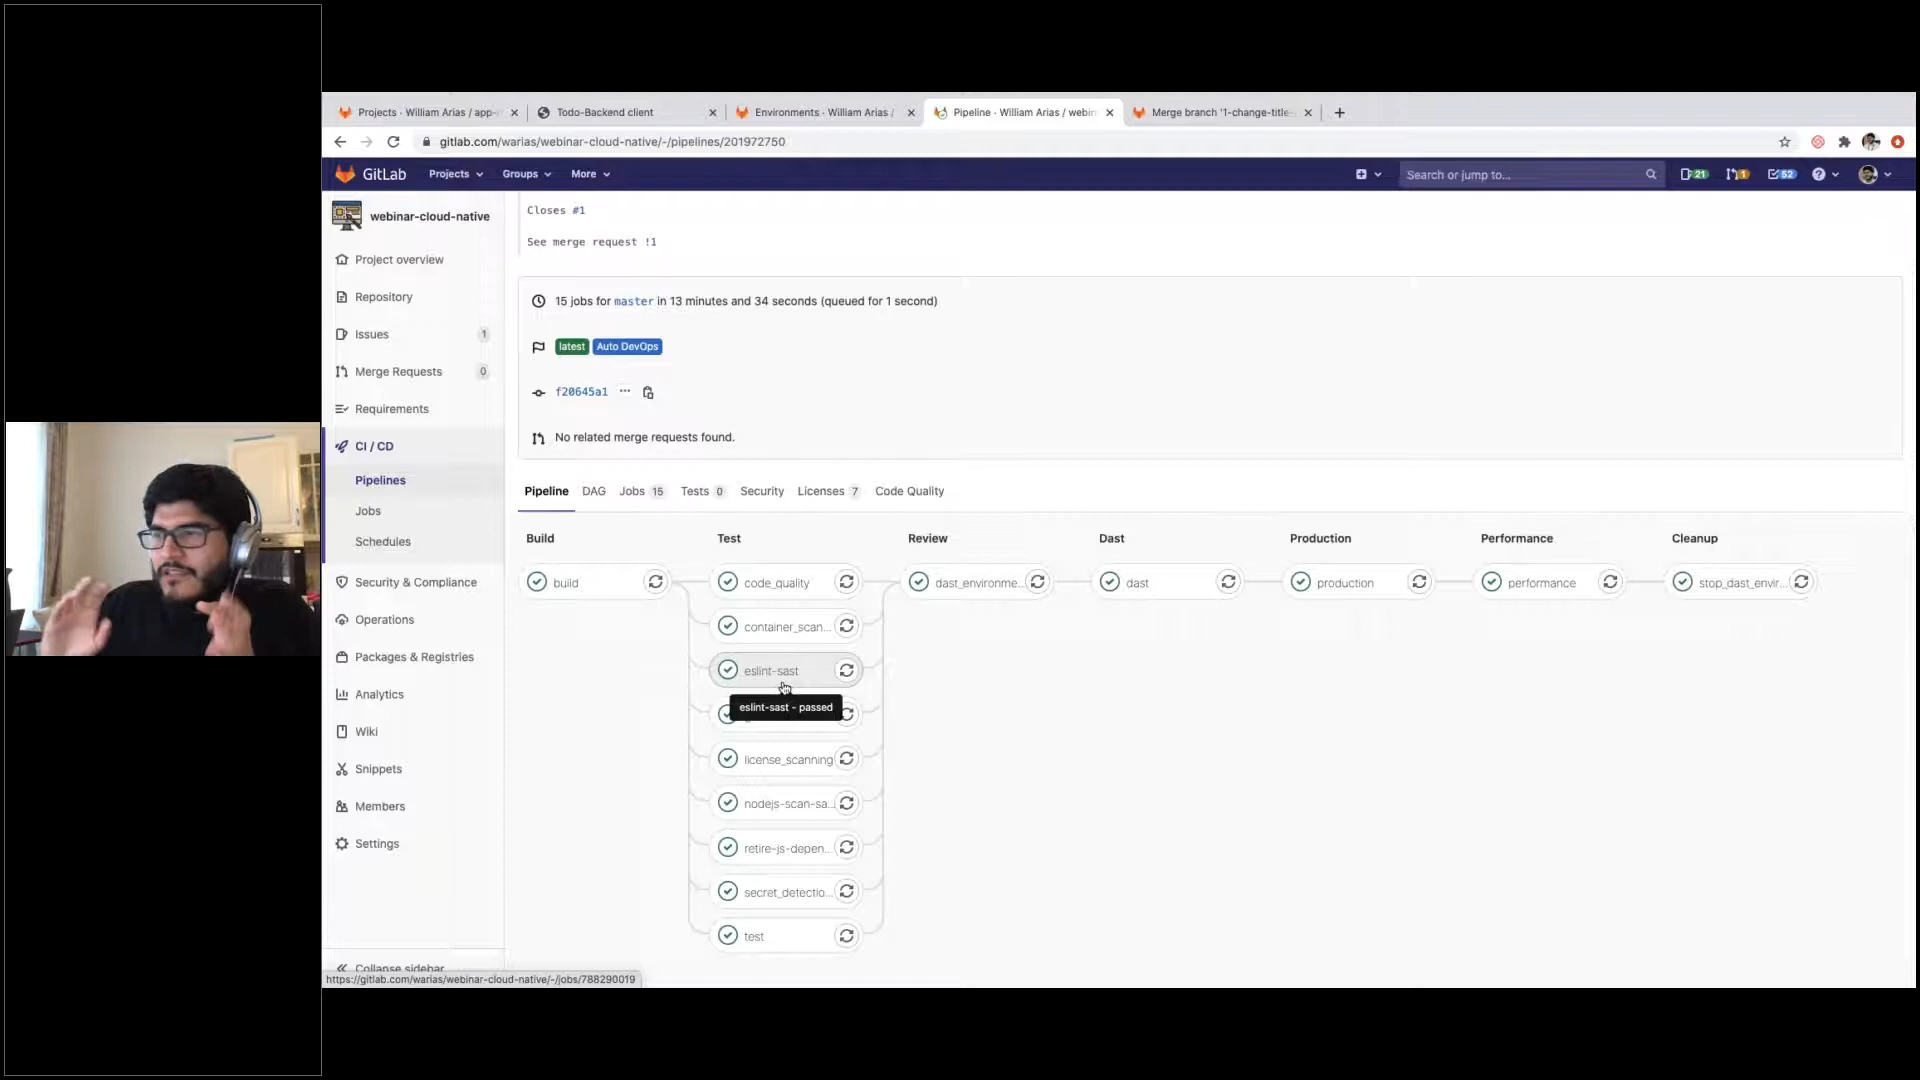 Projects · William Arias / app-
Todo-Backend client
Environments · William Arias /
Pipeline · William Arias / webin
Merge branch '1-change-title-
gitlab.com/warias/webinar-cloud-native/-/pipelines/201972750
GitLab
Projects
Groups
More
Search or jump to...
21
1
52
webinar-cloud-native
Project overview
Repository
Issues 1
Merge Requests 0
Requirements
CI / CD
Pipelines
Jobs
Schedules
Security & Compliance
Operations
Packages & Registries
Analytics
Wiki
Snippets
Members
Settings
Collapse sidebar
https://gitlab.com/warias/webinar-cloud-native/-/jobs/788290019
Closes #1
See merge request !1
15 jobs for master in 13 minutes and 34 seconds (queued for 1 second)
latest Auto DevOps
f20645a1 ...
No related merge requests found.
Pipeline DAG Jobs 15 Tests 0 Security Licenses 7 Code Quality
Build Test Review Dast Production Performance Cleanup
build code_quality dast_environme... dast production performance stop_dast_envir...
container_scan...
eslint-sast
eslint-sast - passed
license_scanning
nodejs-scan-sa...
retire-js-depen...
secret_detectio...
test